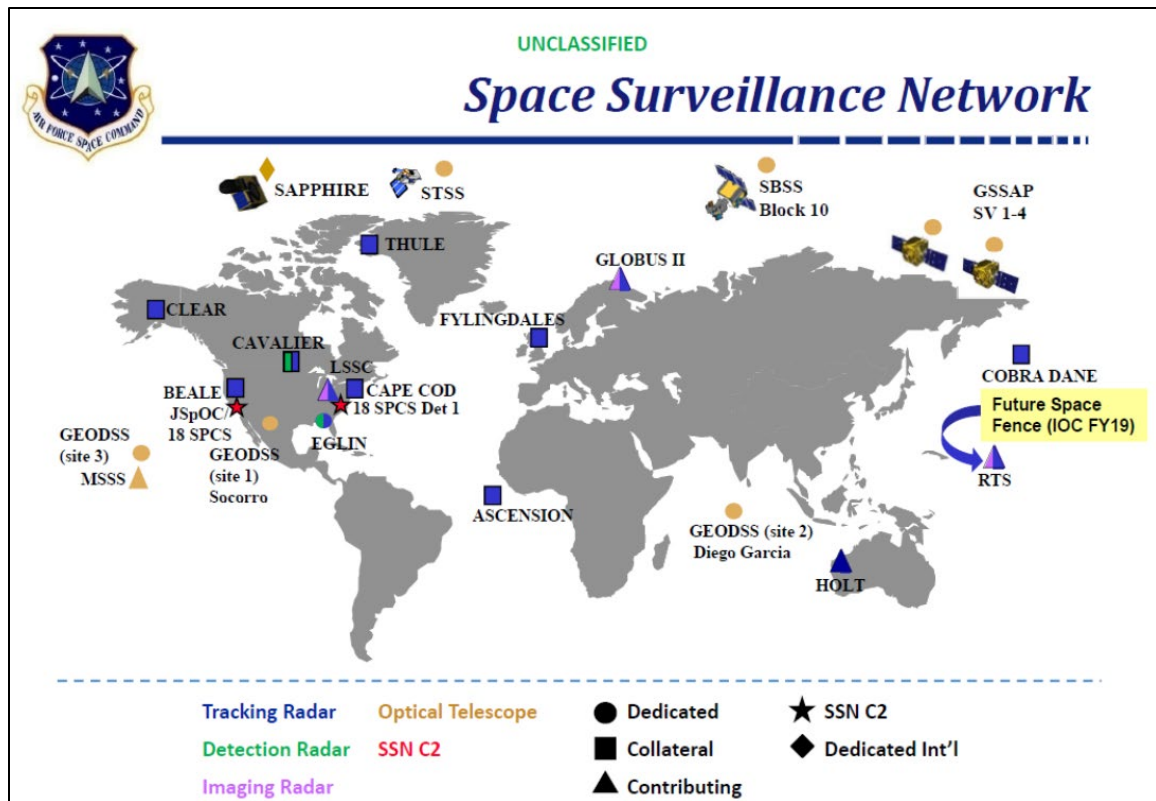 UNCLASSIFIED
Space Surveillance Network
AIR FORCE SPACE COMMAND
SAPPHIRE
STSS
SBSS
Block 10
GSSAP
SV 1-4
THULE
GLOBUS II
CLEAR
FYLINGDALES
CAVALIER
LSSC
COBRA DANE
BEALE
JSpOC/
18 SPCS
CAPE COD
18 SPCS Det 1
Future Space
Fence (IOC FY19)
EGLIN
GEODSS
(site 3)
MSSS
GEODSS
(site 1)
Socorro
RTS
ASCENSION
GEODSS (site 2)
Diego Garcia
HOLT
Tracking Radar
Optical Telescope
Dedicated
SSN C2
Detection Radar
SSN C2
Collateral
Dedicated Int'l
Imaging Radar
Contributing